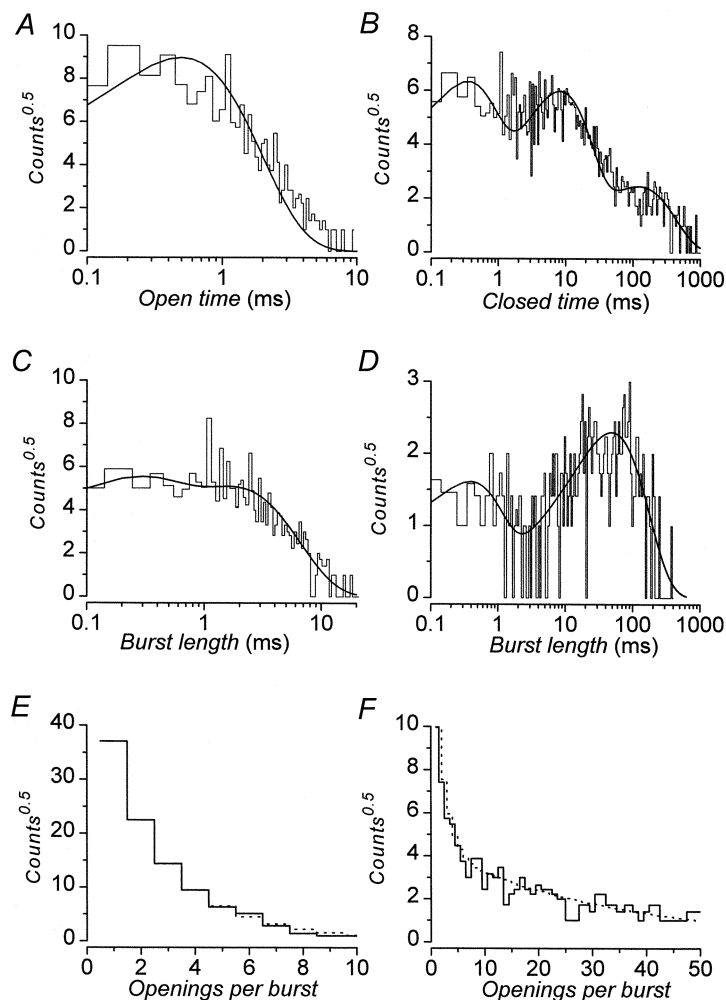 A
10
8
6
4
2
0
Counts^0.5
0.1 1 10
Open time (ms)
B
8
6
4
2
0
Counts^0.5
0.1 1 10 100 1000
Closed time (ms)
C
10
8
6
4
2
0
Counts^0.5
0.1 1 10
Burst length (ms)
D
3
2
1
0
Counts^0.5
0.1 1 10 100 1000
Burst length (ms)
E
40
30
20
10
0
Counts^0.5
0 2 4 6 8 10
Openings per burst
F
10
8
6
4
2
0
Counts^0.5
0 10 20 30 40 50
Openings per burst